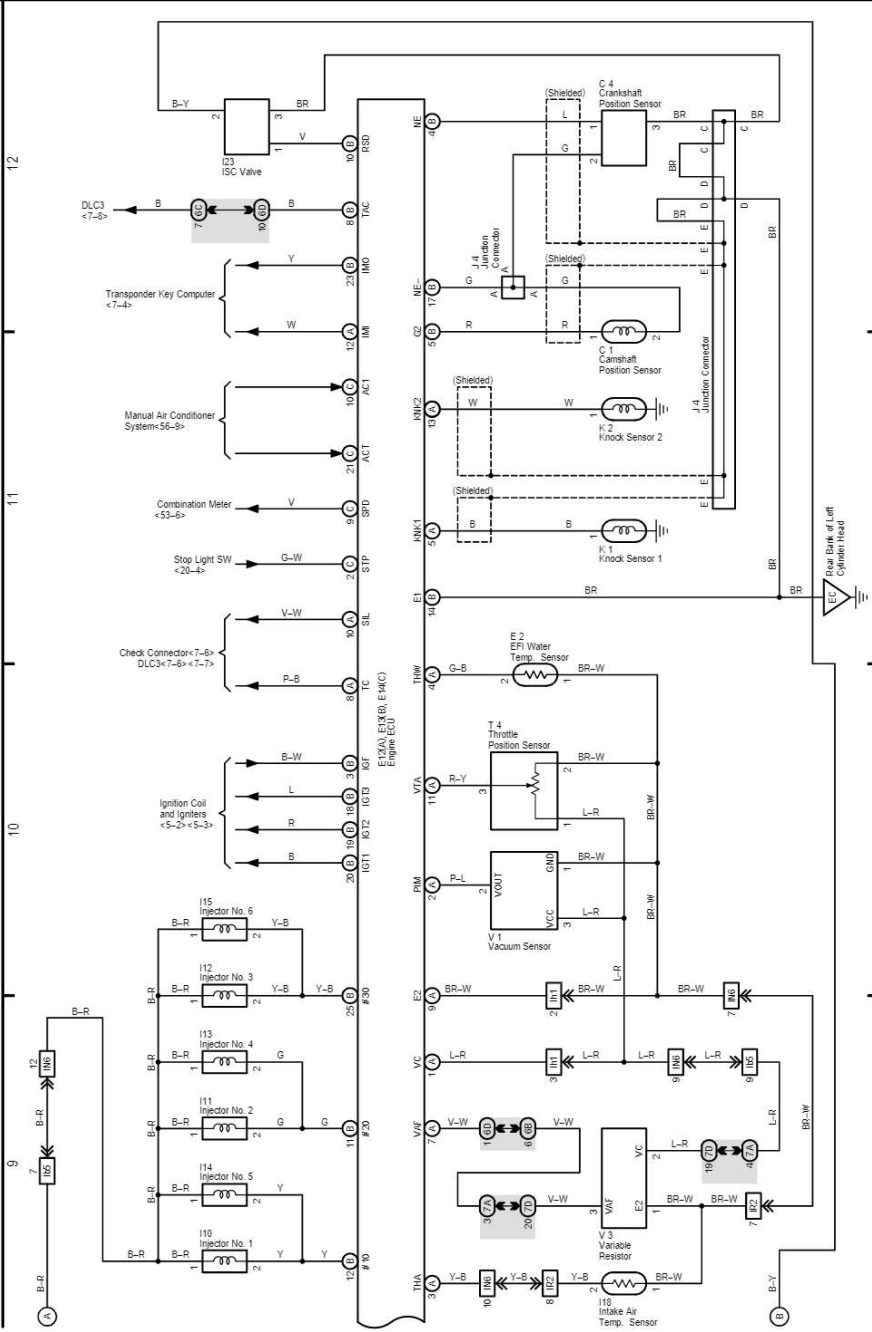 12
11
10
9
B–Y
2
3
BR
V
1
I23
ISC Valve
10 B
RSD
DLC3
<7–8>
B
7 6C
10 6D
B
8 B
TAC
Transponder Key Computer
<7–4>
Y
23 B
IMO
W
12 A
IMI
Manual Air Conditioner
System<56–9>
10 C
AC1
21 C
ACT
Combination Meter
<53–6>
V
9 C
SPD
Stop Light SW
<20–4>
G–W
2 C
STP
Check Connector<7–6>
DLC3<7–6><7–7>
V–W
10 A
SIL
P–B
8 A
TC
E12(A), E13(B), E14(C)
Engine ECU
Ignition Coil
and Igniters
<5–2><5–3>
B–W
3 B
IGF
L
18 B
IGT3
R
19 B
IGT2
B
20 B
IGT1
I15
Injector No. 6
B–R
1
2
Y–B
I12
Injector No. 3
B–R
B–R
1
2
Y–B
Y–B
25 B
#30
I13
Injector No. 4
B–R
1
2
G
I11
Injector No. 2
B–R
B–R
1
2
G
G
11 B
#20
I14
Injector No. 5
B–R
1
2
Y
I10
Injector No. 1
B–R
B–R
B–R
1
2
Y
Y
12 B
#10
12 IN6
B–R
7 Ib5
B–R
A
NE
4 B
L
(Shielded)
C 4
Crankshaft
Position Sensor
1
2
3
G
BR
BR
C
C
C
BR
D
D
D
BR
E
E
E
BR
NE–
17 B
G
J 4
Junction
Connector
A
A
A
(Shielded)
G
G2
5 B
R
R
1
2
C 1
Camshaft
Position Sensor
J 4
Junction Connector
KNK2
13 A
(Shielded)
W
W
1
K 2
Knock Sensor 2
E
KNK1
5 A
(Shielded)
B
B
1
K 1
Knock Sensor 1
E
E1
14 B
BR
BR
BR
EC
Rear Bank of Left
Cylinder Head
THW
4 A
G–B
2
E 2
EFI Water
Temp. Sensor
1
BR–W
VTA
11 A
R–Y
3
T 4
Throttle
Position Sensor
2
BR–W
1
L–R
BR–W
PIM
2 A
P–L
2
VOUT
GND
1
BR–W
VCC
3
L–R
V 1
Vacuum Sensor
BR–W
L–R
E2
9 A
BR–W
2 Ih1
BR–W
BR–W
7 IN6
VC
1 A
L–R
3 Ih1
L–R
L–R
9 IN6
L–R
9 Ib5
L–R
BR–W
VAF
7 A
V–W
1 6D
6 6B
V–W
3 7A
20 7D
V–W
3
VAF
VC
2
L–R
19 7D
4 7A
E2
1
BR–W
BR–W
7 IR2
V 3
Variable
Resistor
THA
3 A
Y–B
10 IN6
Y–B
8 IR2
Y–B
2
1
BR–W
I18
Intake Air
Temp. Sensor
B
B–Y